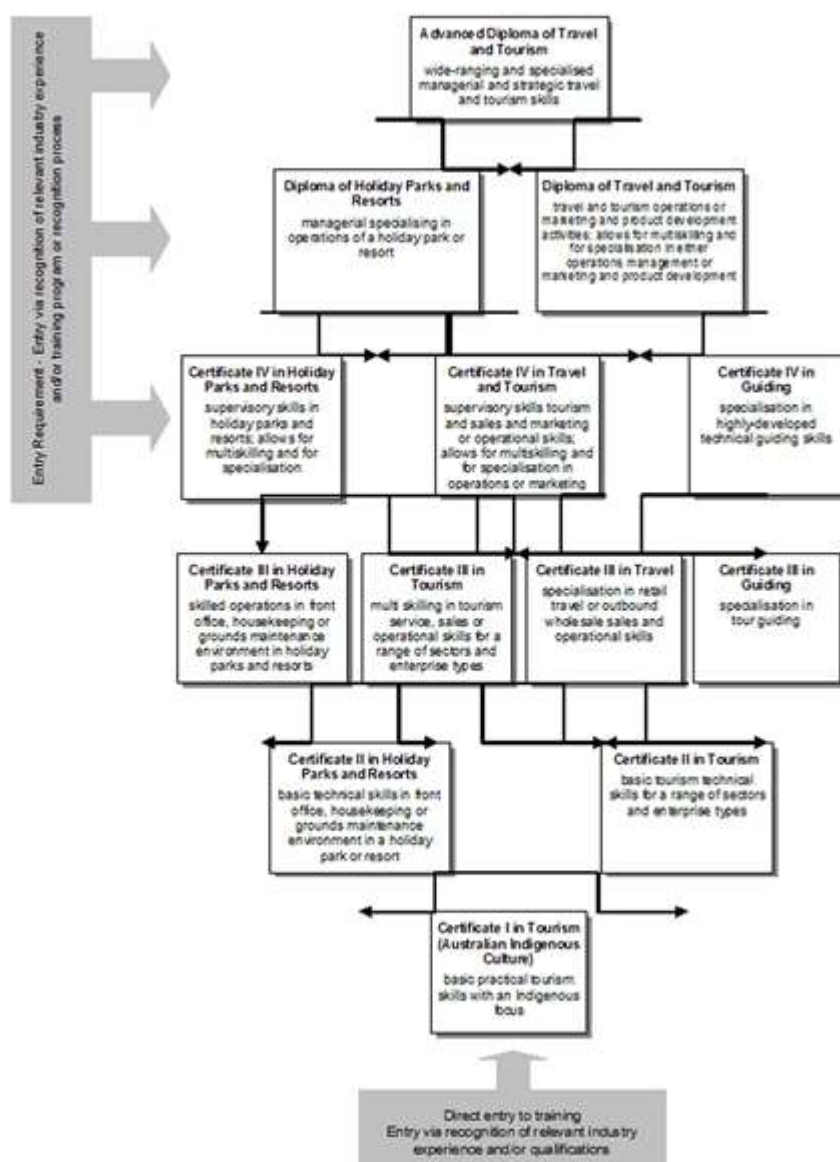 Entry Requirement - Entry via recognition of relevant industry experience
and/or training program or recognition process
Advanced Diploma of Travel
and Tourism
wide-ranging and specialised
managerial and strategic travel
and tourism skills
Diploma of Holiday Parks and
Resorts
managerial specialising in
operations of a holiday park or
resort
Diploma of Travel and Tourism
travel and tourism operations or
marketing and product development
activities; allows for multiskilling and
for specialisation in either
operations management or
marketing and product development
Certificate IV in Holiday
Parks and Resorts
supervisory skills in
holiday parks and
resorts; allows for
multiskilling and for
specialisation
Certificate IV in Travel
and Tourism
supervisory skills tourism
and sales and marketing
or operational skills;
allows for multiskilling and
for specialisation in
operations or marketing
Certificate IV in
Guiding
specialisation in
highly-developed
technical guiding skills
Certificate III in Holiday
Parks and Resorts
skilled operations in front
office, housekeeping or
grounds maintenance
environment in holiday
parks and resorts
Certificate III in
Tourism
multi skilling in tourism
service, sales or
operational skills for a
range of sectors and
enterprise types
Certificate III in Travel
specialisation in retail
travel or outbound
wholesale sales and
operational skills
Certificate III in
Guiding
specialisation in
tour guiding
Certificate II in Holiday
Parks and Resorts
basic technical skills in front
office, housekeeping or
grounds maintenance
environment in a holiday
park or resort
Certificate II in Tourism
basic tourism technical
skills for a range of sectors
and enterprise types
Certificate I in Tourism
(Australian Indigenous
Culture)
basic practical tourism
skills with an Indigenous
focus
Direct entry to training
Entry via recognition of relevant industry
experience and/or qualifications